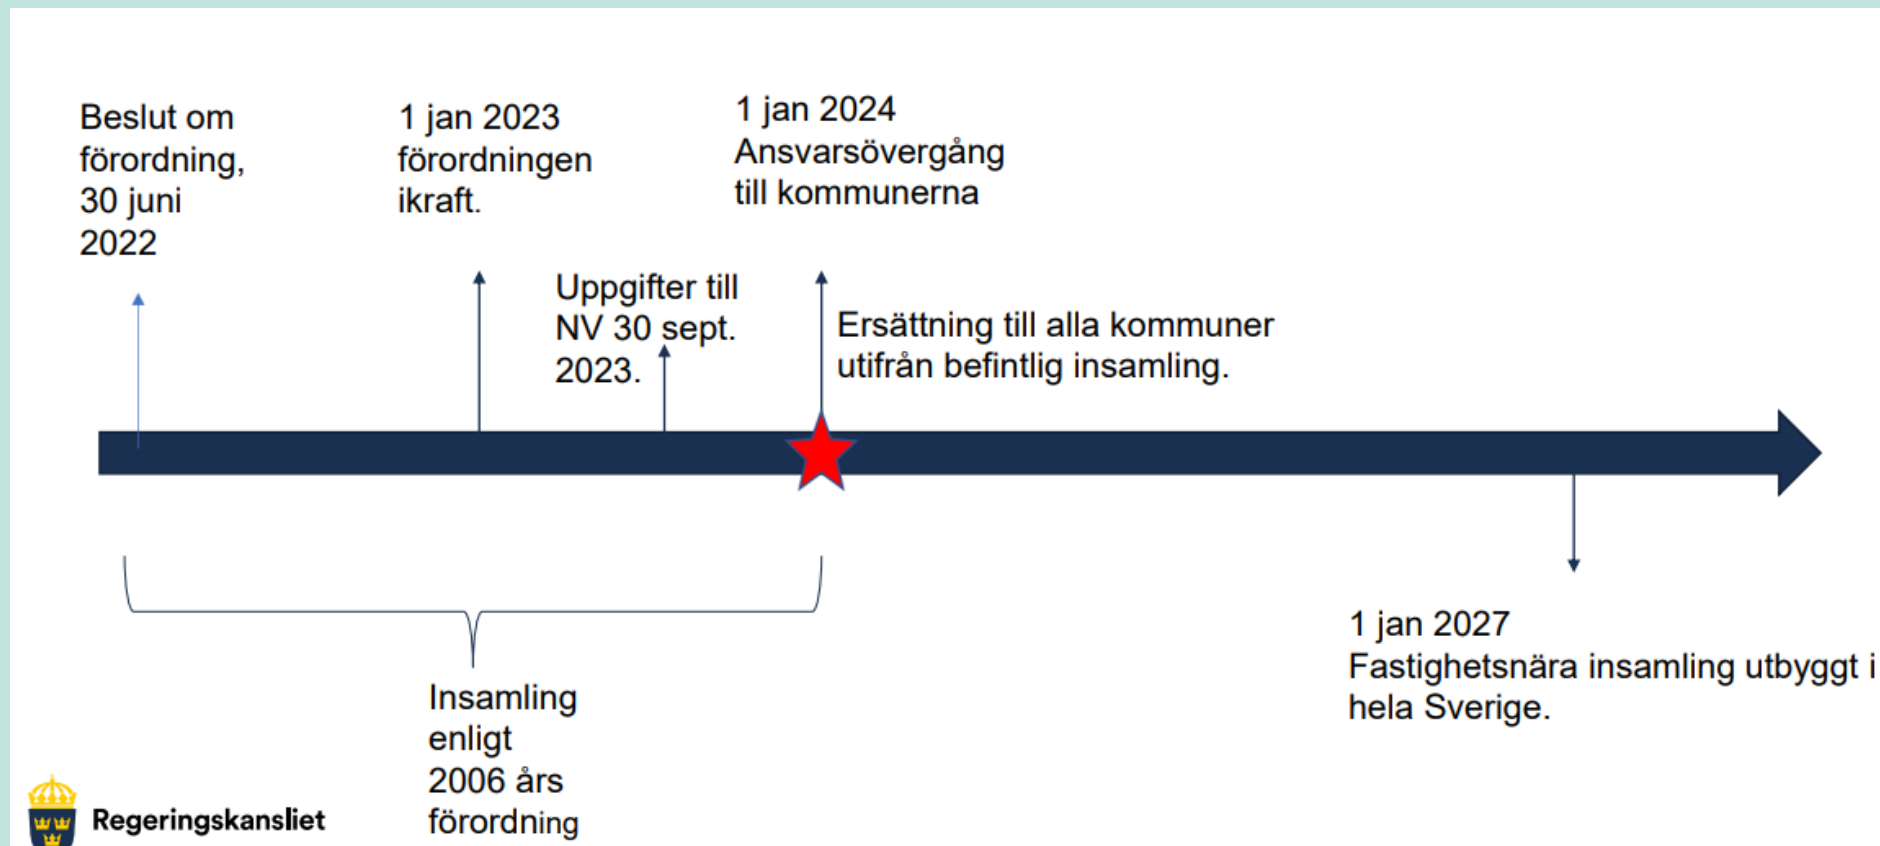 Beslut om
förordning,
30 juni
2022
1 jan 2023
förordningen
ikraft.
1 jan 2024
Ansvarsövergång
till kommunerna
Uppgifter till
NV 30 sept.
2023.
Ersättning till alla kommuner
utifrån befintlig insamling.
1 jan 2027
Fastighetsnära insamling utbyggt i
hela Sverige.
Insamling
enligt
2006 års
förordning
Regeringskansliet